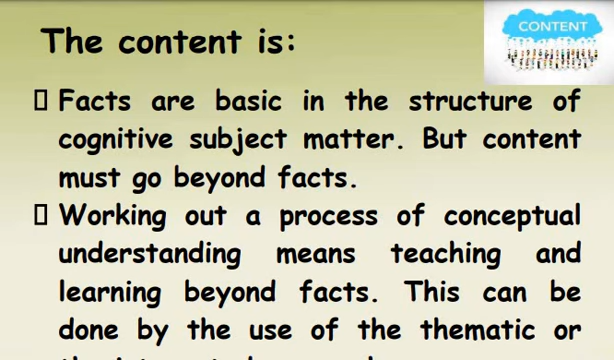 The content is:
CONTENT
Facts are basic in the structure of
cognitive subject matter. But content
must go beyond facts.
Working out a process of conceptual
understanding means teaching and
learning beyond facts. This can be
done by the use of the thematic or